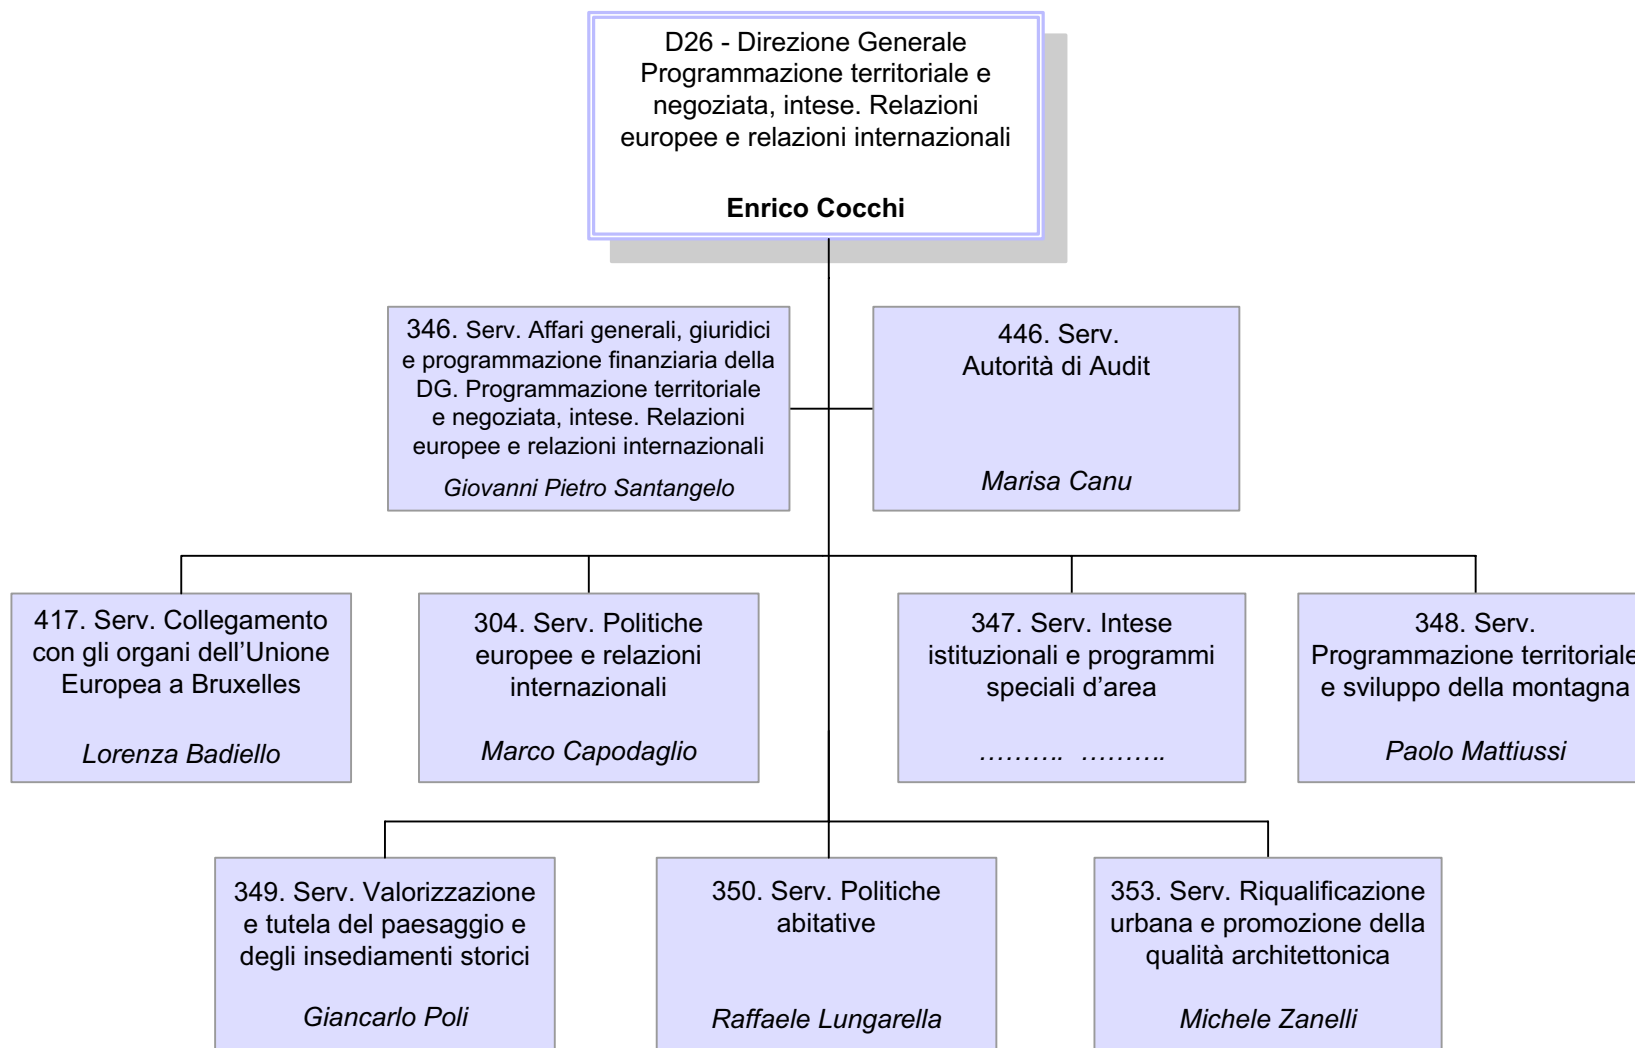 D26 - Direzione Generale
Programmazione territoriale e
negoziata, intese. Relazioni
europee e relazioni internazionali
Enrico Cocchi
346. Serv. Affari generali, giuridici
e programmazione finanziaria della
DG. Programmazione territoriale
e negoziata, intese. Relazioni
europee e relazioni internazionali
Giovanni Pietro Santangelo
446. Serv.
Autorità di Audit
Marisa Canu
417. Serv. Collegamento
con gli organi dell’Unione
Europea a Bruxelles
Lorenza Badiello
304. Serv. Politiche
europee e relazioni
internazionali
Marco Capodaglio
347. Serv. Intese
istituzionali e programmi
speciali d’area
………. ……….
348. Serv.
Programmazione territoriale
e sviluppo della montagna
Paolo Mattiussi
349. Serv. Valorizzazione
e tutela del paesaggio e
degli insediamenti storici
Giancarlo Poli
350. Serv. Politiche
abitative
Raffaele Lungarella
353. Serv. Riqualificazione
urbana e promozione della
qualità architettonica
Michele Zanelli